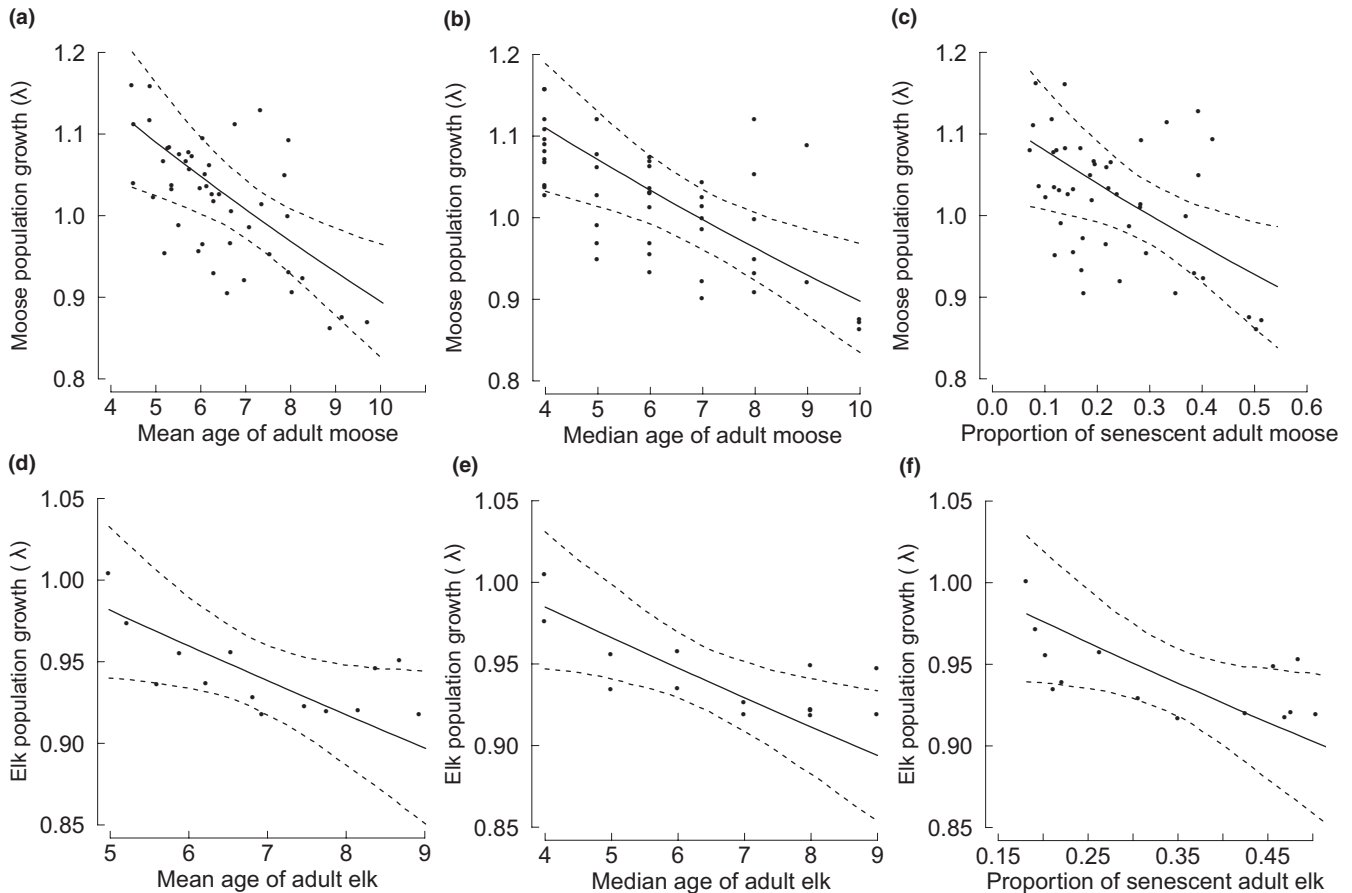 (a)
Moose population growth (λ)
1.2
1.1
1.0
0.9
0.8
4 5 6 7 8 9 10
Mean age of adult moose
(b)
Moose population growth (λ)
1.2
1.1
1.0
0.9
0.8
4 5 6 7 8 9 10
Median age of adult moose
(c)
Moose population growth (λ)
1.2
1.1
1.0
0.9
0.8
0.0 0.1 0.2 0.3 0.4 0.5 0.6
Proportion of senescent adult moose
(d)
Elk population growth ( λ)
1.05
1.00
0.95
0.90
0.85
5 6 7 8 9
Mean age of adult elk
(e)
Elk population growth ( λ)
1.05
1.00
0.95
0.90
0.85
4 5 6 7 8 9
Median age of adult elk
(f)
Elk population growth ( λ)
1.05
1.00
0.95
0.90
0.85
0.15 0.25 0.35 0.45
Proportion of senescent adult elk